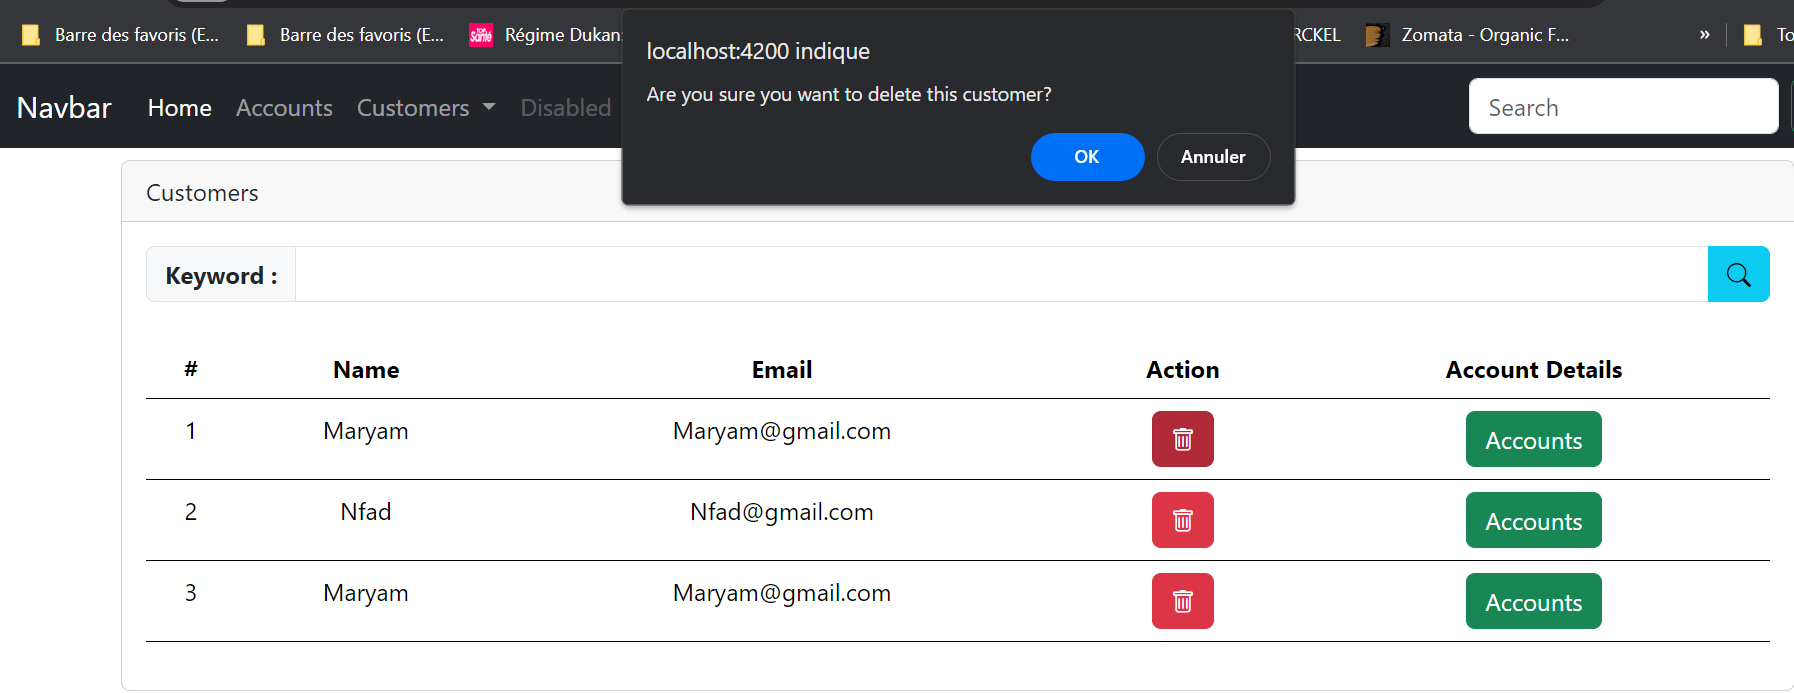 Barre des favoris (E... Barre des favoris (E... TOP Santé Régime Dukan: RCKEL Zomata - Organic F... » To
localhost:4200 indique
Are you sure you want to delete this customer?
OK Annuler
Navbar Home Accounts Customers Disabled Search
Customers
Keyword :
# Name Email Action Account Details
1 Maryam Maryam@gmail.com Accounts
2 Nfad Nfad@gmail.com Accounts
3 Maryam Maryam@gmail.com Accounts